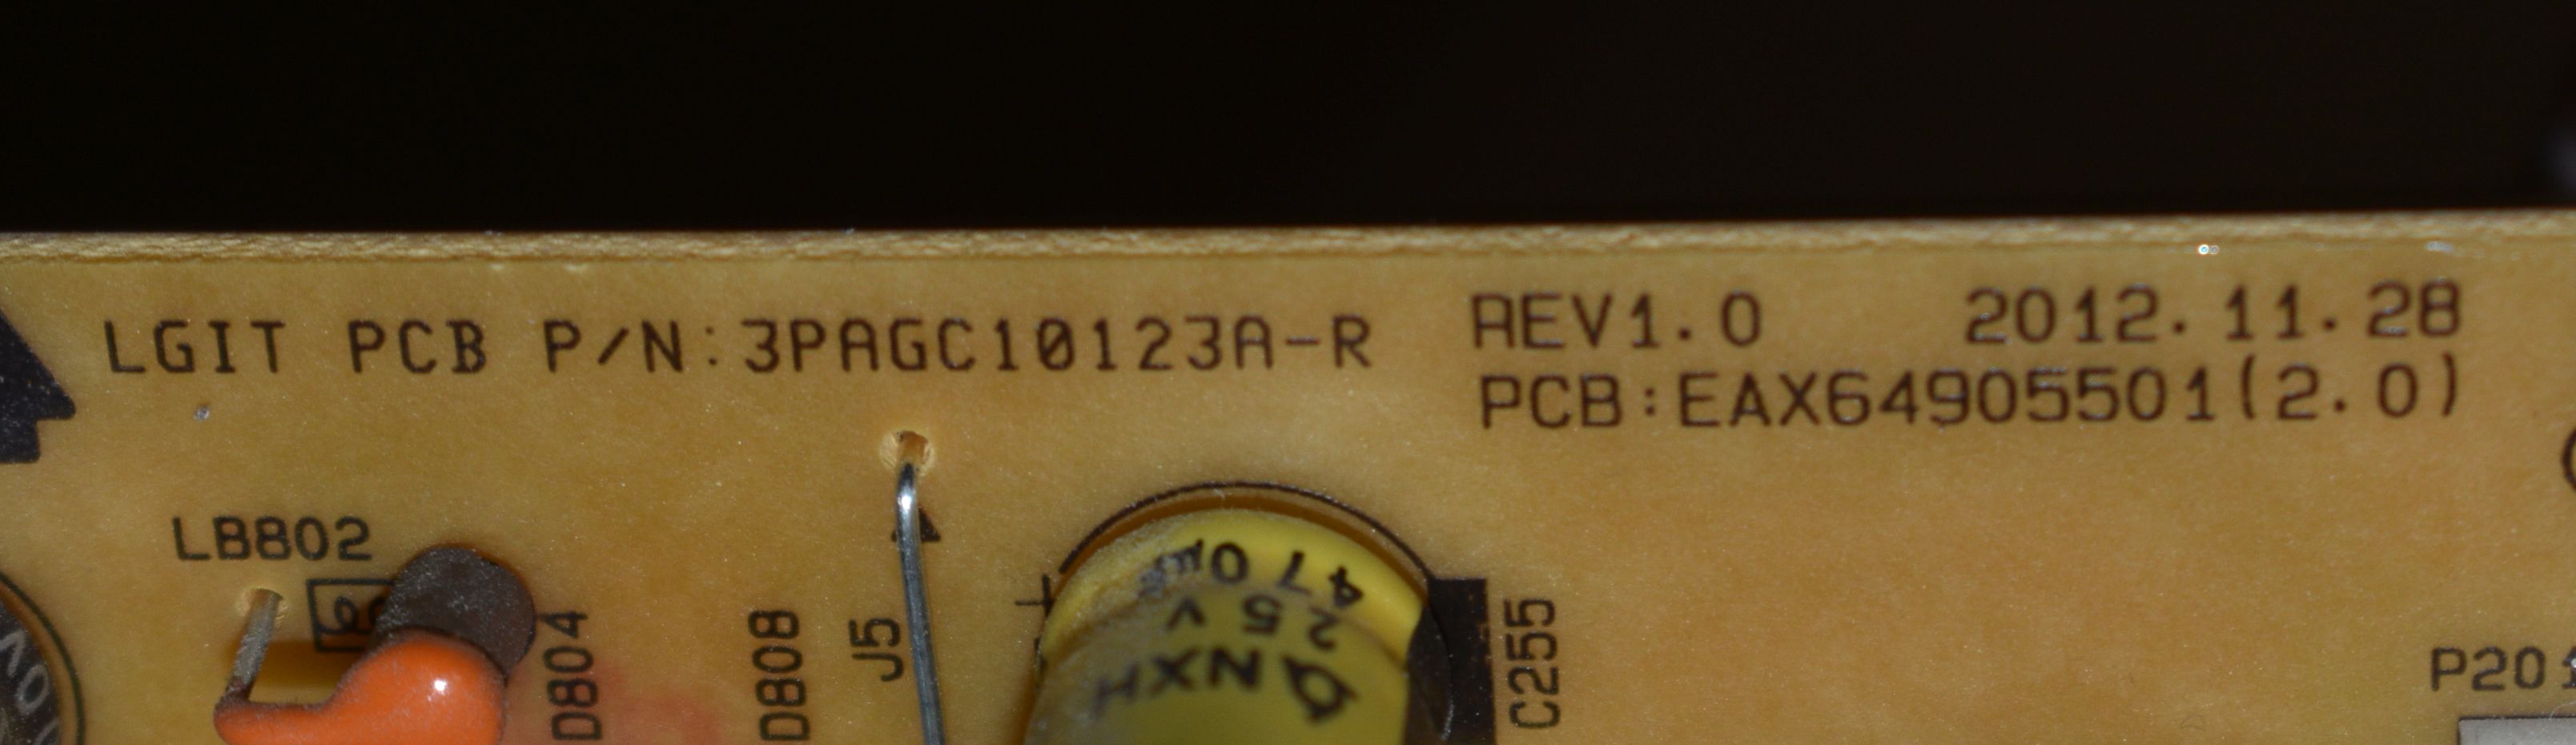 LGIT PCB P/N:3PAGC10123A-R
REV1.0 2012.11.28
PCB:EAX64905501(2.0)
LB802
D804
D808
J5
470µ
25V
NXH
C255
P201